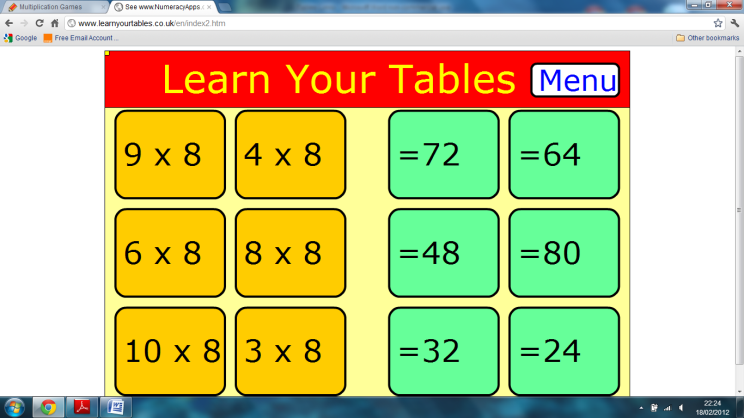 Multiplication Games
See www.NumeracyApps.c
www.learnyourtables.co.uk/en/index2.htm
Google
Free Email Account...
Other bookmarks
Learn Your Tables
Menu
9 x 8
4 x 8
=72
=64
6 x 8
8 x 8
=48
=80
10 x 8
3 x 8
=32
=24
22:24
18/02/2012